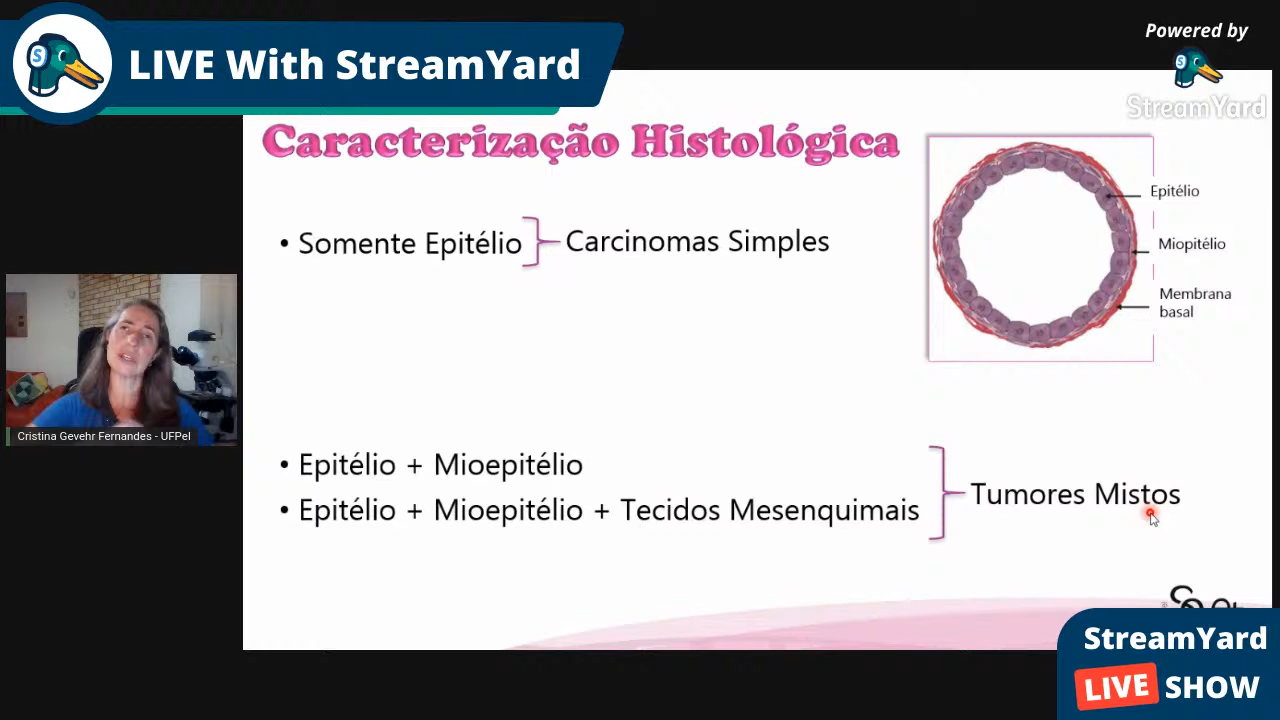 LIVE With StreamYard
Powered by
StreamYard
Caracterização Histológica
Epitélio
• Somente Epitélio
Carcinomas Simples
Miopitélio
Membrana
basal
Cristina Gevehr Fernandes - UFPel
• Epitélio + Mioepitélio
• Epitélio + Mioepitélio + Tecidos Mesenquimais
Tumores Mistos
StreamYard
LIVE SHOW